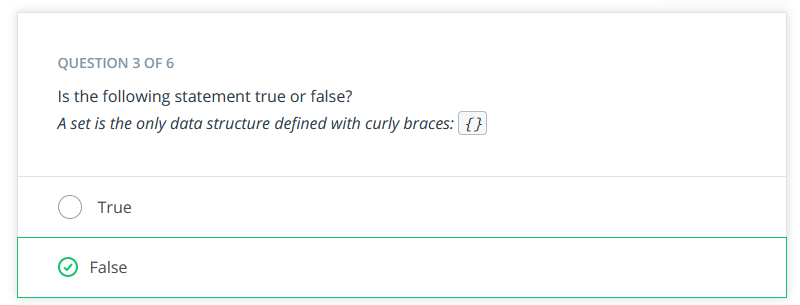 QUESTION 3 OF 6
Is the following statement true or false?
A set is the only data structure defined with curly braces: {}
True
False